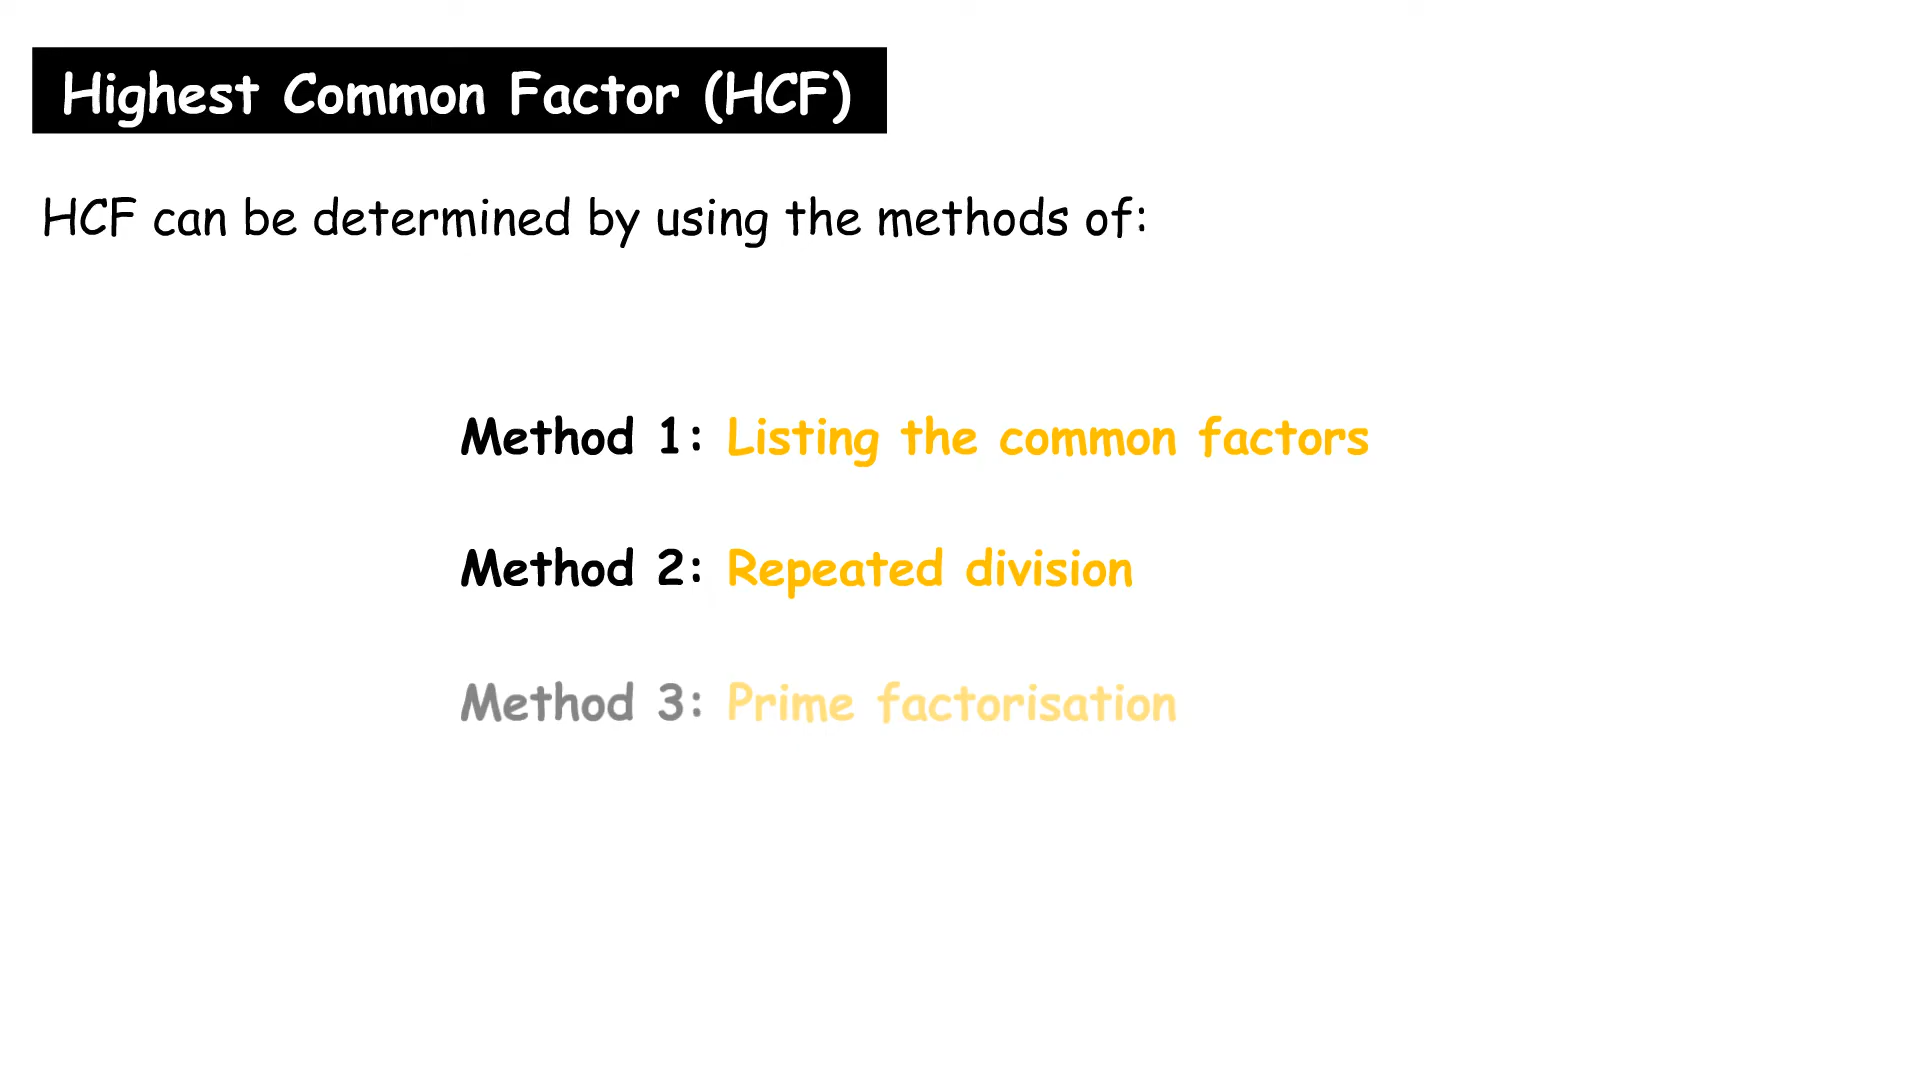 Highest Common Factor (HCF)
HCF can be determined by using the methods of:
Method 1: Listing the common factors
Method 2: Repeated division
Method 3: Prime factorisation